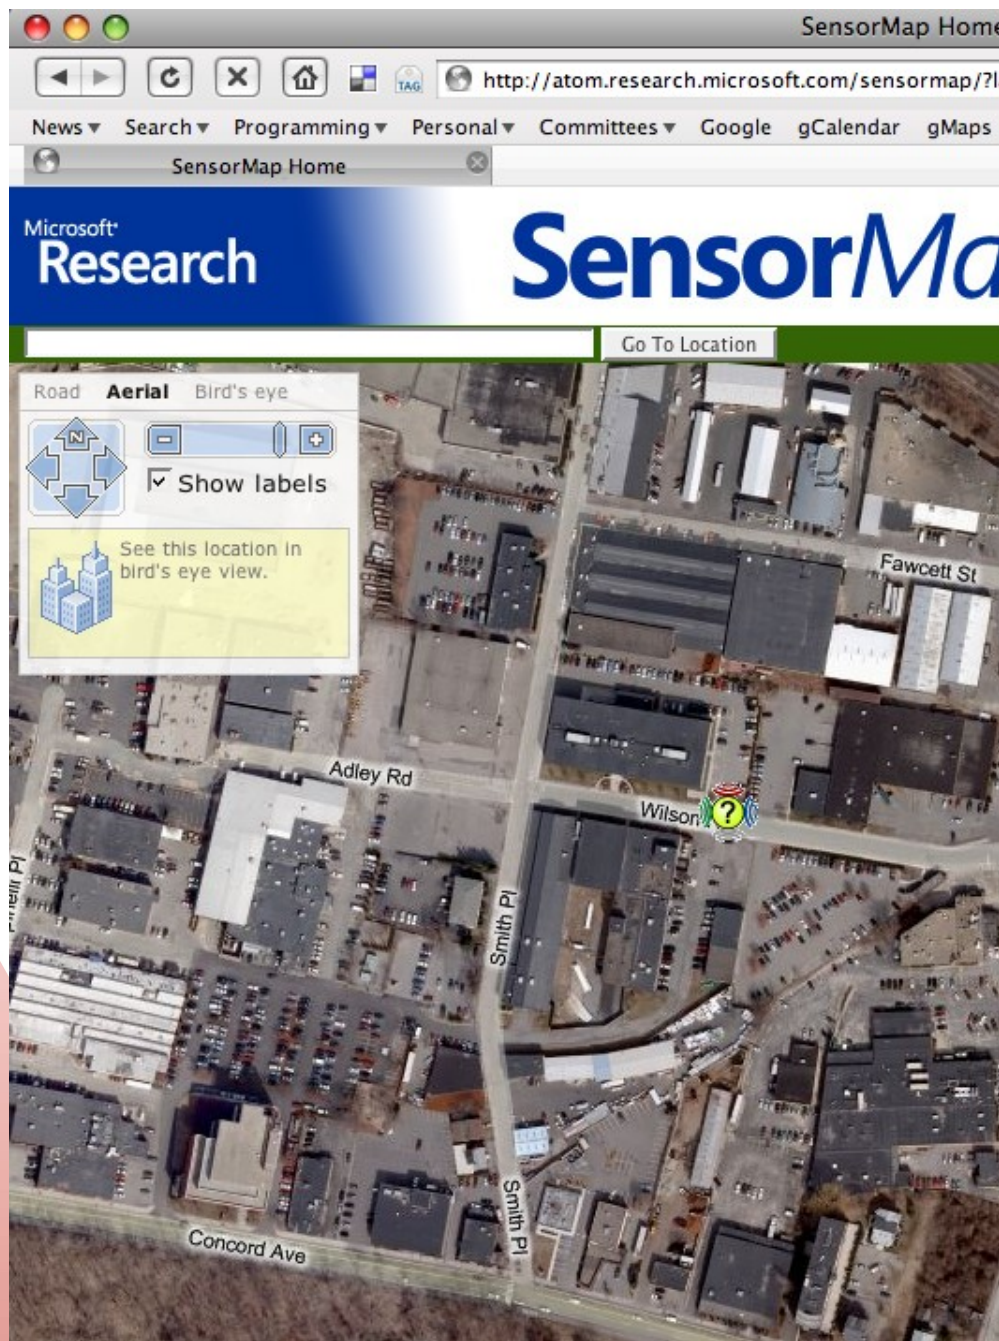 SensorMap Home
TAG
http://atom.research.microsoft.com/sensormap/?l
News Search Programming Personal Committees Google gCalendar gMaps
SensorMap Home
Microsoft®
Research
SensorMa
Go To Location
Road Aerial Bird's eye
N
Show labels
See this location in
bird's eye view.
Fawcett St
Adley Rd
Wilson
?
Smith Pl
Smith Pl
Concord Ave